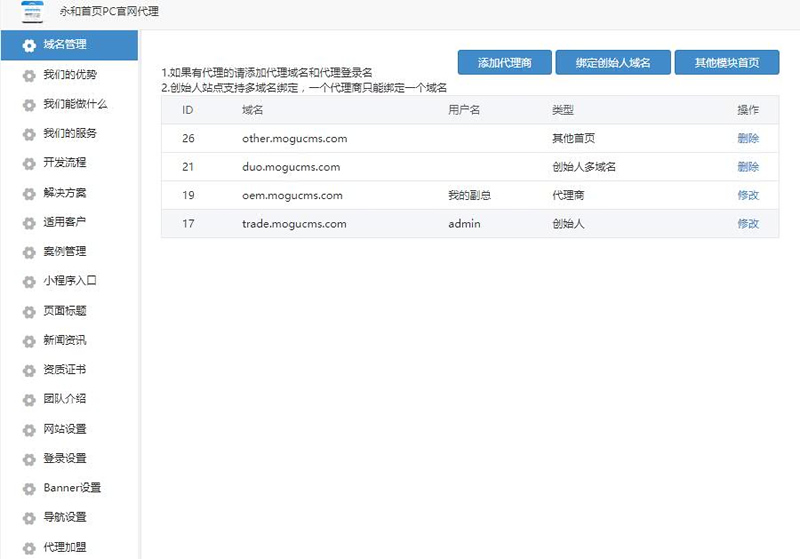 永和首页PC官网代理
域名管理
我们的优势
我们能做什么
我们的服务
开发流程
解决方案
适用客户
案例管理
小程序入口
页面标题
新闻资讯
资质证书
团队介绍
网站设置
登录设置
Banner设置
导航设置
代理加盟
添加代理商 绑定创始人域名 其他模块首页
1.如果有代理的请添加代理域名和代理登录名
2.创始人站点支持多域名绑定，一个代理商只能绑定一个域名
ID 域名 用户名 类型 操作
26 other.mogucms.com 其他首页 删除
21 duo.mogucms.com 创始人多域名 删除
19 oem.mogucms.com 我的副总 代理商 修改
17 trade.mogucms.com admin 创始人 修改